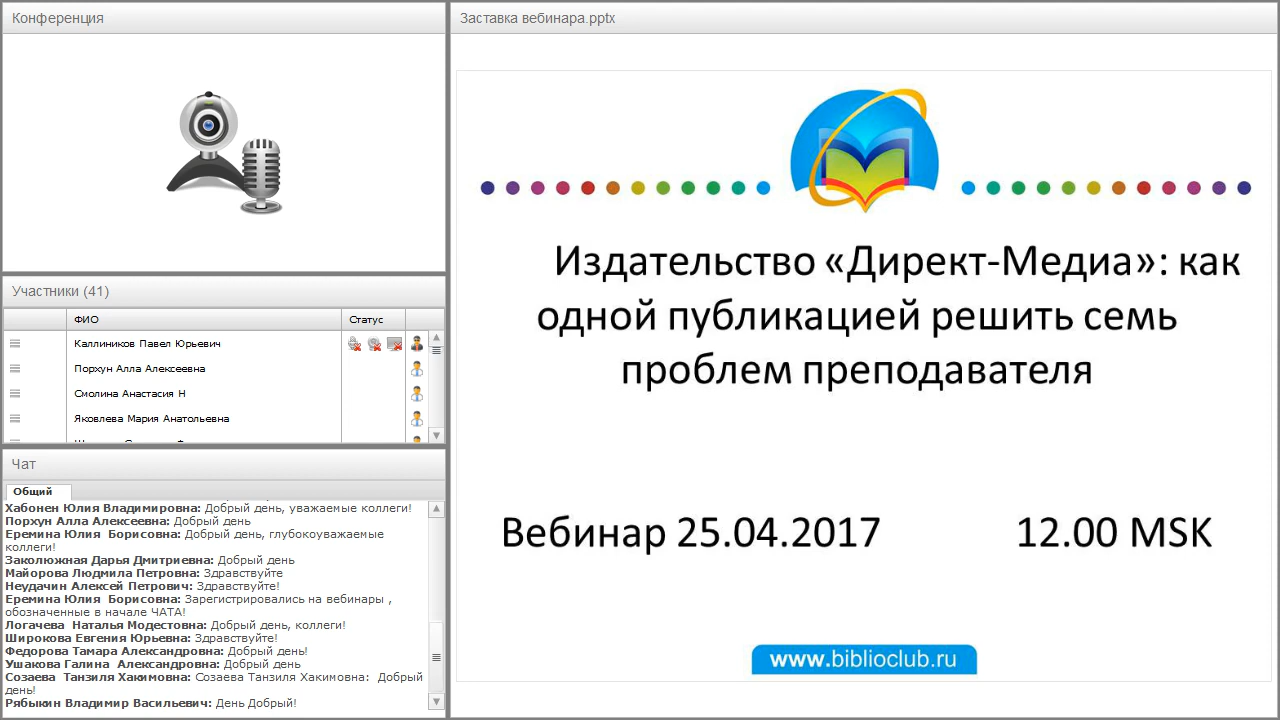 Конференция
Участники (41)
ФИО Статус
Каллиников Павел Юрьевич
Порхун Алла Алексеевна
Смолина Анастасия Н
Яковлева Мария Анатольевна
Чат
Общий
Хабонен Юлия Владимировна: Добрый день, уважаемые коллеги!
Порхун Алла Алексеевна: Добрый день
Еремина Юлия Борисовна: Добрый день, глубокоуважаемые
коллеги!
Заколюжная Дарья Дмитриевна: Добрый день
Майорова Людмила Петровна: Здравствуйте
Неудачин Алексей Петрович: Здравствуйте!
Еремина Юлия Борисовна: Зарегистрировались на вебинары ,
обозначенные в начале ЧАТА!
Логачева Наталья Модестовна: Добрый день, коллеги!
Широкова Евгения Юрьевна: Здравствуйте!
Федорова Тамара Александровна: Добрый день!
Ушакова Галина Александровна: Добрый день
Созаева Танзиля Хакимовна: Созаева Танзиля Хакимовна: Добрый
день!
Рябыкин Владимир Васильевич: День Добрый!
Заставка вебинара.pptx
Издательство «Директ-Медиа»: как
одной публикацией решить семь
проблем преподавателя
Вебинар 25.04.2017 12.00 MSK
www.biblioclub.ru